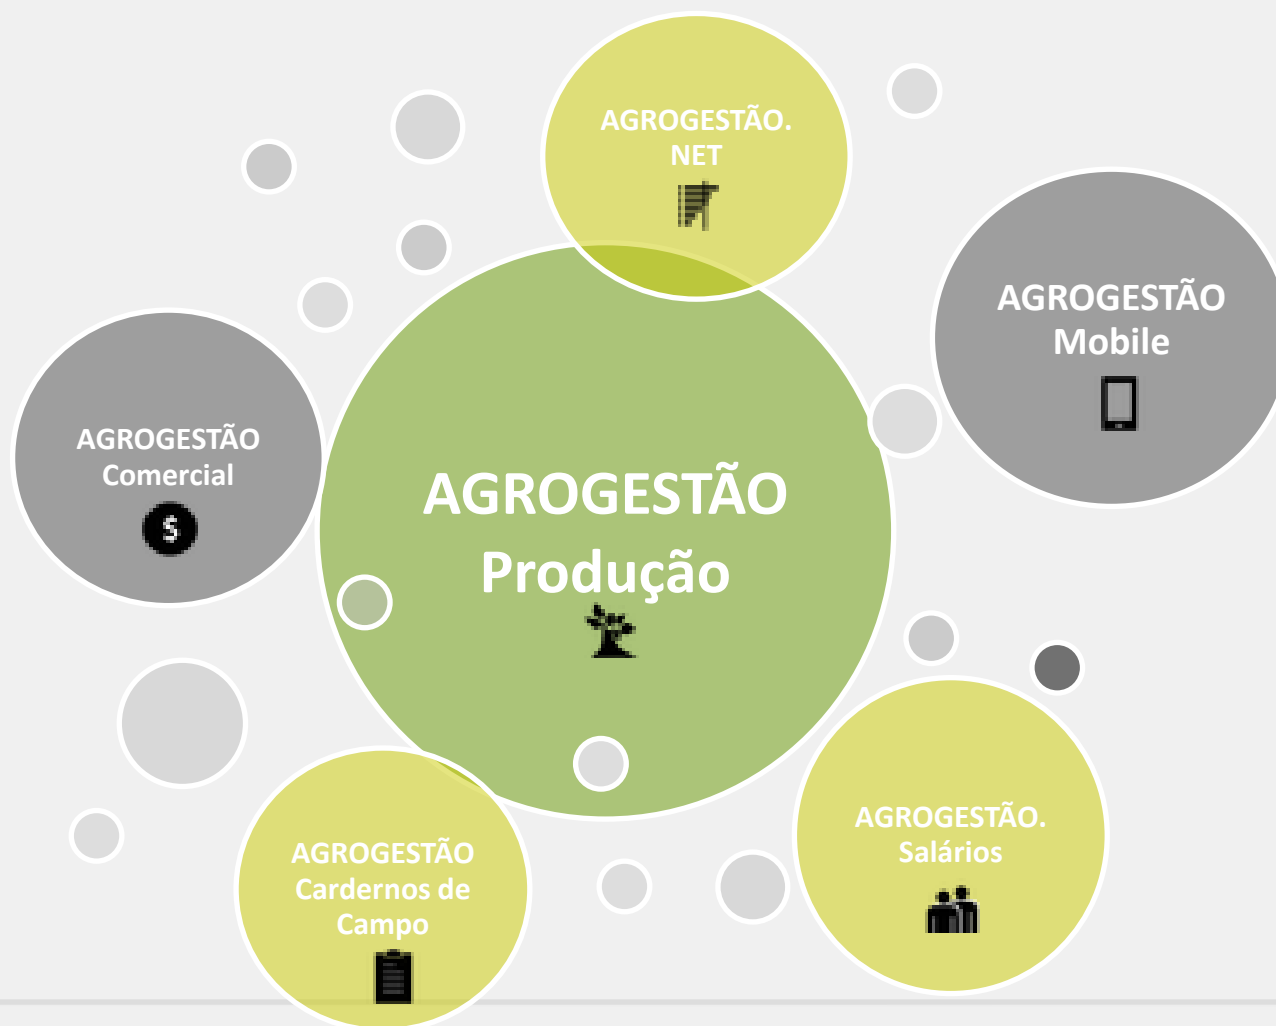 AGROGESTÃO.
NET
AGROGESTÃO
Mobile
AGROGESTÃO
Comercial
$
AGROGESTÃO
Produção
AGROGESTÃO.
Salários
AGROGESTÃO
Cardernos de
Campo